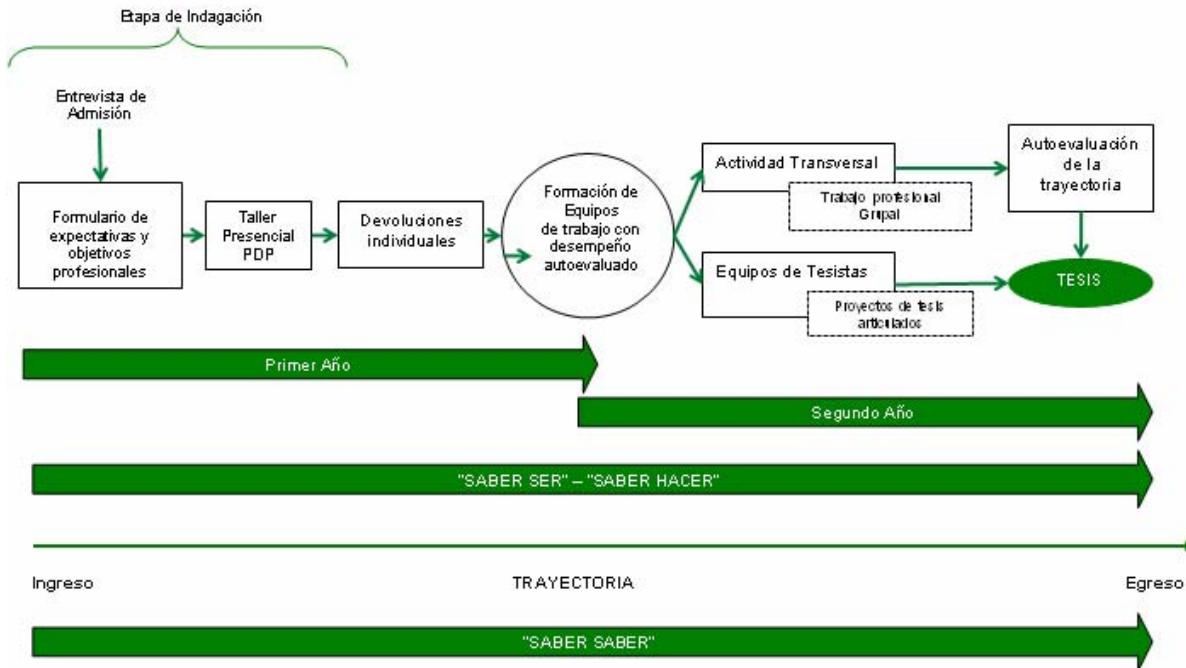 Etapa de Indagación
Entrevista de
Admisión
Formulario de
expectativas y
objetivos
profesionales
Taller
Presencial
PDP
Devoluciones
individuales
Formación de
Equipos
de trabajo con
desempeño
autoevaluado
Actividad Transversal
Trabajo profesional
Grupal
Equipos de Tesistas
Proyectos de tesis
articulados
Autoevaluación
de la
trayectoria
TESIS
Primer Año
Segundo Año
"SABER SER" – "SABER HACER"
Ingreso
TRAYECTORIA
Egreso
"SABER SABER"